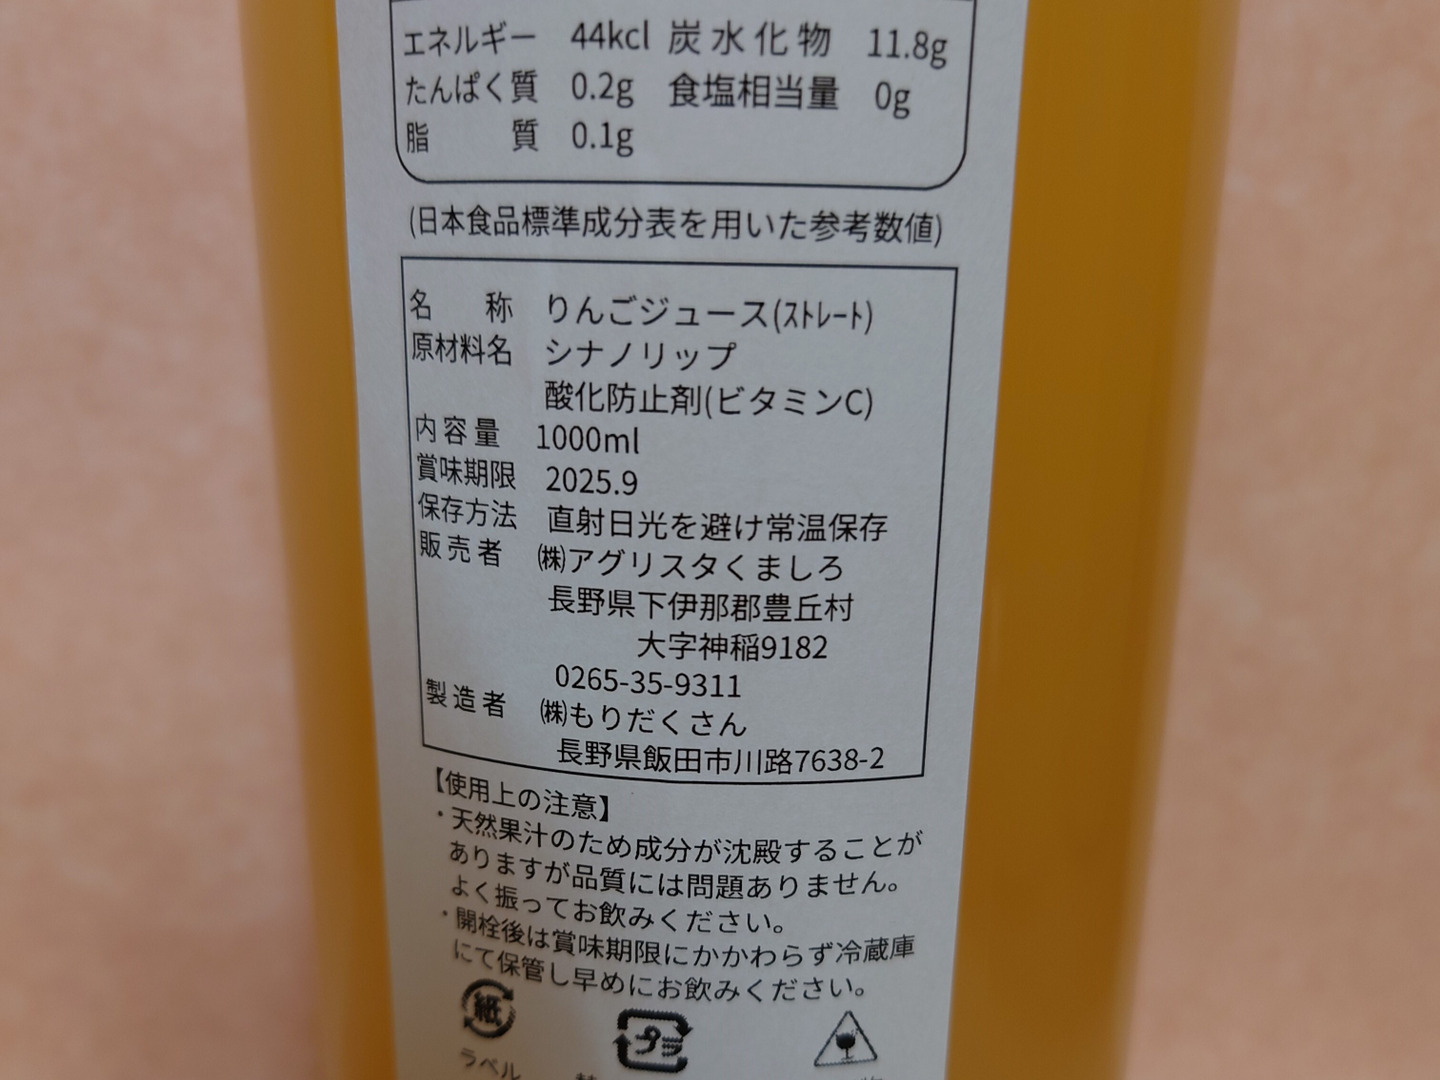 エネルギー 44kcl 炭水化物 11.8g
たんぱく質 0.2g 食塩相当量 0g
脂質 0.1g
(日本食品標準成分表を用いた参考数値)
名称 りんごジュース(ｽﾄﾚｰﾄ)
原材料名 シナノリップ
酸化防止剤(ビタミンC)
内容量 1000ml
賞味期限 2025.9
保存方法 直射日光を避け常温保存
販売者 ㈱アグリスタくましろ
長野県下伊那郡豊丘村
大字神稲9182
0265-35-9311
製造者 ㈱もりだくさん
長野県飯田市川路7638-2
【使用上の注意】
・天然果汁のため成分が沈殿することが
ありますが品質には問題ありません。
よく振ってお飲みください。
・開栓後は賞味期限にかかわらず冷蔵庫
にて保管し早めにお飲みください。
紙 プラ
ラベル